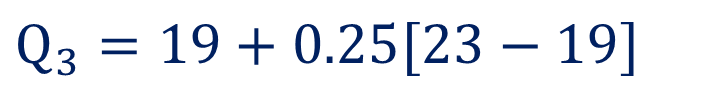 Q₃ = 19 + 0.25[23 − 19]